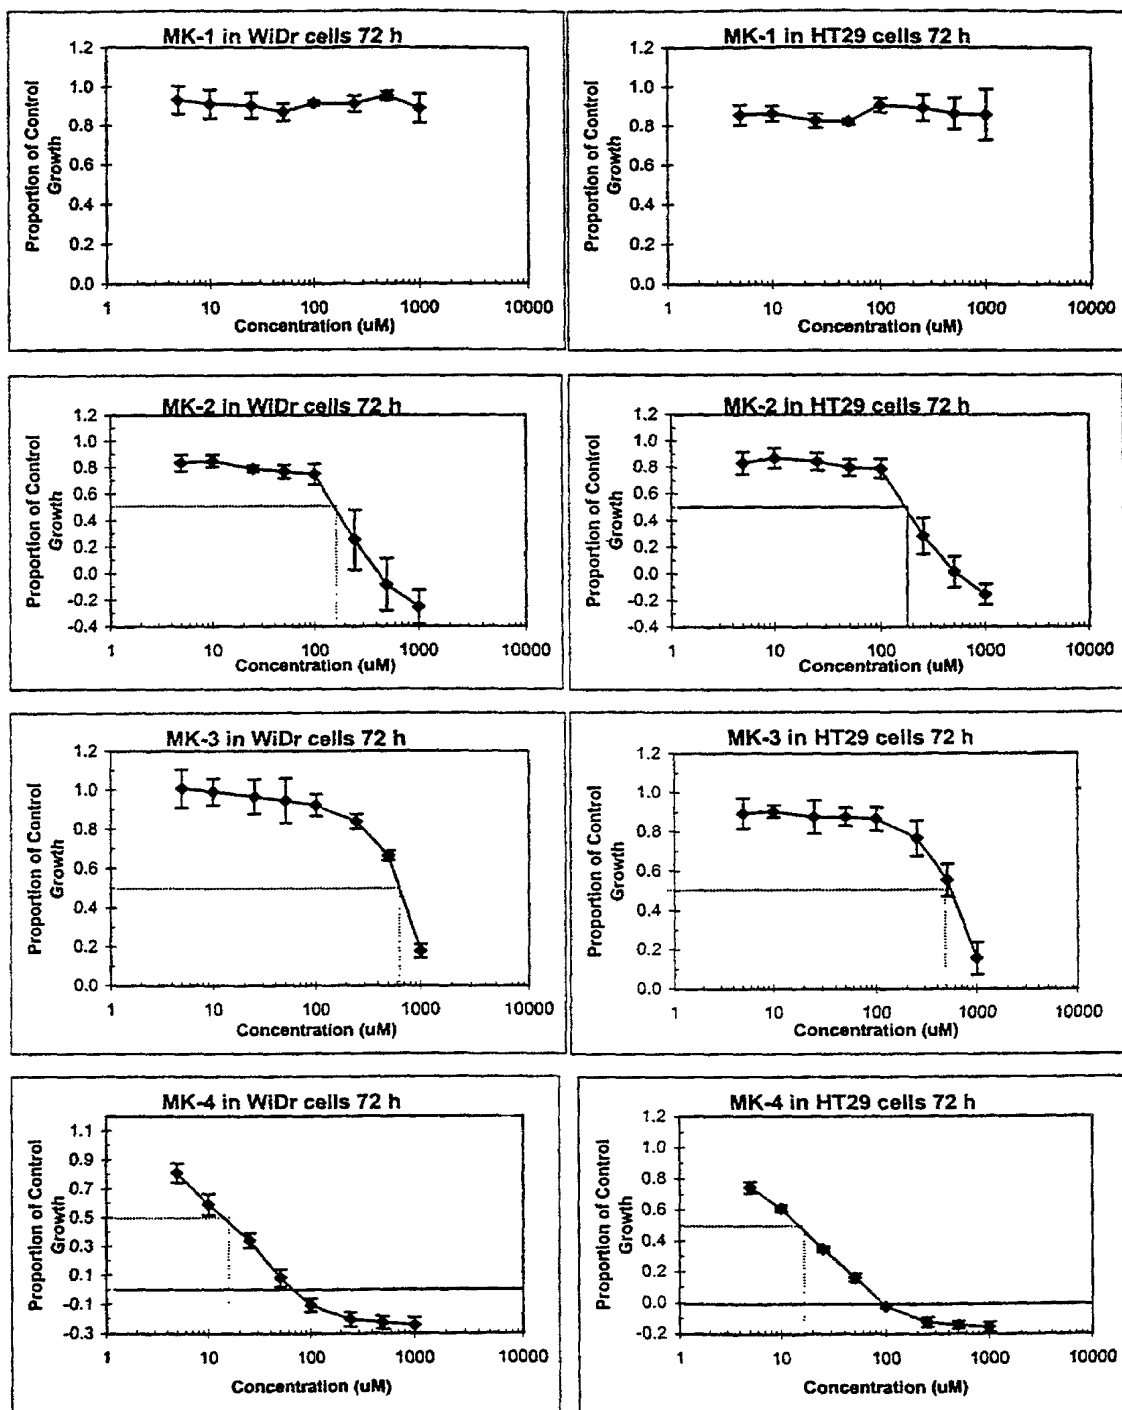 MK-1 in WiDr cells 72 h
Proportion of Control
Growth
1.2
1.0
0.8
0.6
0.4
0.2
0.0
1 10 100 1000 10000
Concentration (uM)
MK-1 in HT29 cells 72 h
Proportion of Control
Growth
1.2
1.0
0.8
0.6
0.4
0.2
0.0
1 10 100 1000 10000
Concentration (uM)
MK-2 in WiDr cells 72 h
Proportion of Control
Growth
1.2
1.0
0.8
0.6
0.4
0.2
0.0
-0.2
-0.4
1 10 100 1000 10000
Concentration (uM)
MK-2 in HT29 cells 72 h
Proportion of Control
Growth
1.2
1.0
0.8
0.6
0.4
0.2
0.0
-0.2
-0.4
1 10 100 1000 10000
Concentration (uM)
MK-3 in WiDr cells 72 h
Proportion of Control
Growth
1.2
1.0
0.8
0.6
0.4
0.2
0.0
1 10 100 1000 10000
Concentration (uM)
MK-3 in HT29 cells 72 h
Proportion of Control
Growth
1.2
1.0
0.8
0.6
0.4
0.2
0.0
1 10 100 1000 10000
Concentration (uM)
MK-4 in WiDr cells 72 h
Proportion of Control
Growth
1.1
0.9
0.7
0.5
0.3
0.1
-0.1
-0.3
1 10 100 1000 10000
Concentration (uM)
MK-4 in HT29 cells 72 h
Proportion of Control
Growth
1.2
1.0
0.8
0.6
0.4
0.2
0.0
-0.2
1 10 100 1000 10000
Concentration (uM)